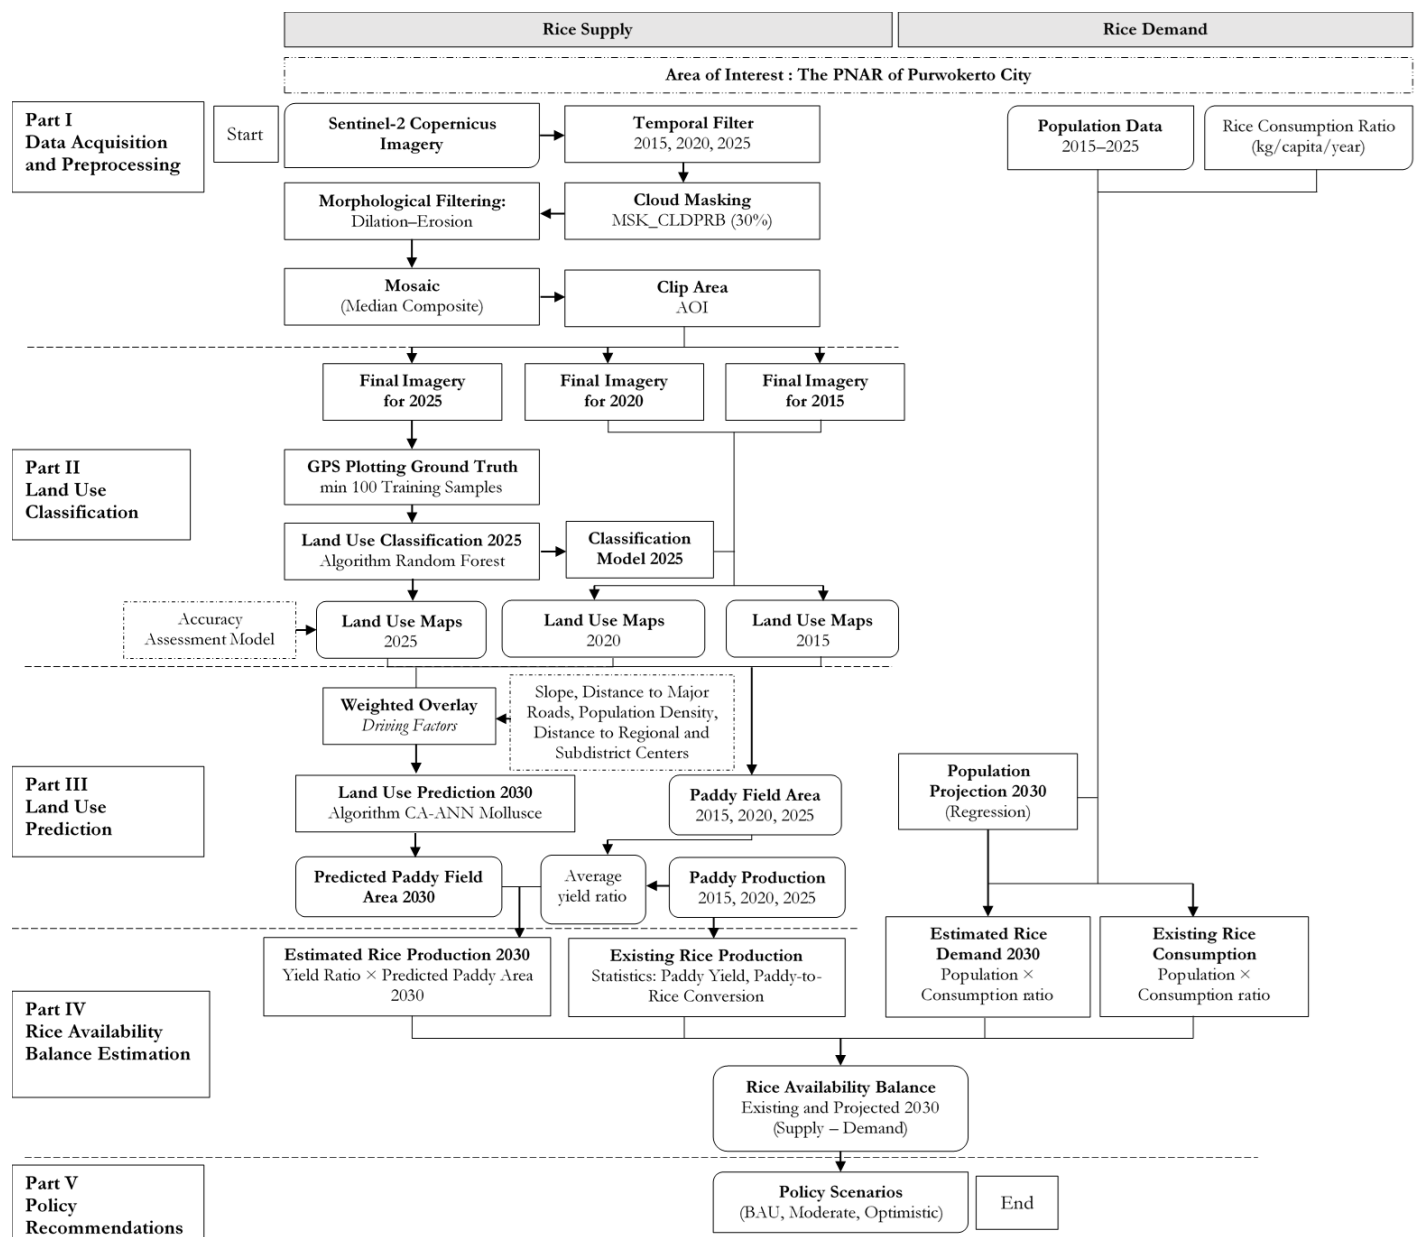 Rice Supply
Rice Demand
Area of Interest : The PNAR of Purwokerto City
Part I
Data Acquisition
and Preprocessing
Start
Sentinel-2 Copernicus
Imagery
Temporal Filter
2015, 2020, 2025
Population Data
2015–2025
Rice Consumption Ratio
(kg/capita/year)
Morphological Filtering:
Dilation–Erosion
Cloud Masking
MSK_CLDPRB (30%)
Mosaic
(Median Composite)
Clip Area
AOI
Final Imagery
for 2025
Final Imagery
for 2020
Final Imagery
for 2015
Part II
Land Use
Classification
GPS Plotting Ground Truth
min 100 Training Samples
Land Use Classification 2025
Algorithm Random Forest
Classification
Model 2025
Accuracy
Assessment Model
Land Use Maps
2025
Land Use Maps
2020
Land Use Maps
2015
Weighted Overlay
Driving Factors
Slope, Distance to Major
Roads, Population Density,
Distance to Regional and
Subdistrict Centers
Part III
Land Use
Prediction
Land Use Prediction 2030
Algorithm CA-ANN Mollusce
Paddy Field Area
2015, 2020, 2025
Population
Projection 2030
(Regression)
Predicted Paddy Field
Area 2030
Average
yield ratio
Paddy Production
2015, 2020, 2025
Part IV
Rice Availability
Balance Estimation
Estimated Rice Production 2030
Yield Ratio × Predicted Paddy Area
2030
Existing Rice Production
Statistics: Paddy Yield, Paddy-to-
Rice Conversion
Estimated Rice
Demand 2030
Population ×
Consumption ratio
Existing Rice
Consumption
Population ×
Consumption ratio
Rice Availability Balance
Existing and Projected 2030
(Supply – Demand)
Part V
Policy
Recommendations
Policy Scenarios
(BAU, Moderate, Optimistic)
End